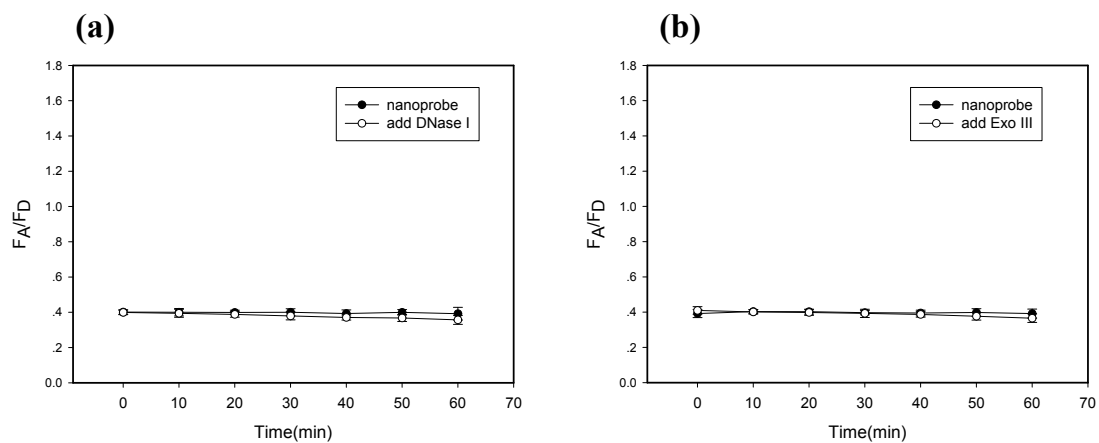 (a)
1.8
1.6
1.4
1.2
1.0
.8
.6
.4
.2
0.0
FA/FD
nanoprobe
add DNase I
0 10 20 30 40 50 60 70
Time(min)
(b)
1.8
1.6
1.4
1.2
1.0
.8
.6
.4
.2
0.0
FA/FD
nanoprobe
add Exo III
0 10 20 30 40 50 60 70
Time(min)